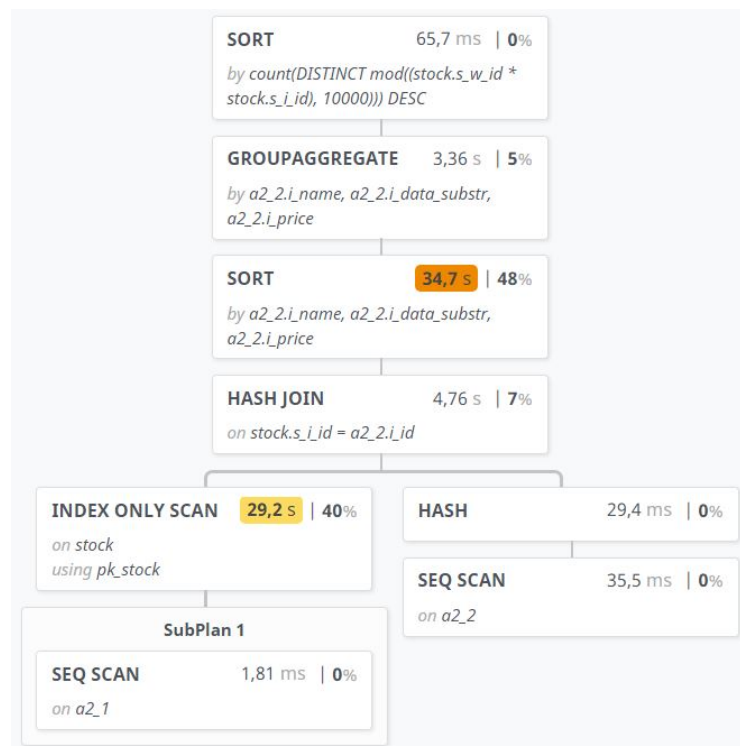 SORT 65,7 ms | 0%
by count(DISTINCT mod((stock.s_w_id *
stock.s_i_id), 10000))) DESC
GROUPAGGREGATE 3,36 s | 5%
by a2_2.i_name, a2_2.i_data_substr,
a2_2.i_price
SORT 34,7 s | 48%
by a2_2.i_name, a2_2.i_data_substr,
a2_2.i_price
HASH JOIN 4,76 s | 7%
on stock.s_i_id = a2_2.i_id
INDEX ONLY SCAN 29,2 s | 40%
on stock
using pk_stock
HASH 29,4 ms | 0%
SEQ SCAN 35,5 ms | 0%
on a2_2
SubPlan 1
SEQ SCAN 1,81 ms | 0%
on a2_1